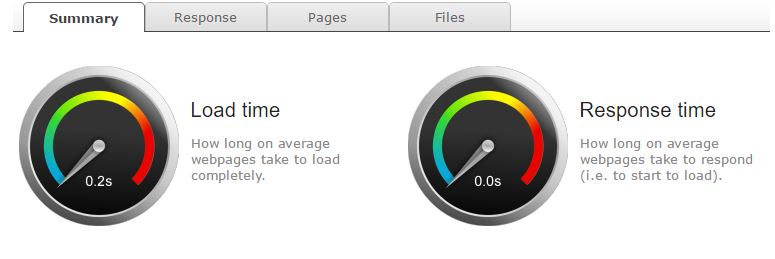 Summary
Response
Pages
Files
Load time
How long on average
webpages take to load
completely.
0.2s
Response time
How long on average
webpages take to respond
(i.e. to start to load).
0.0s